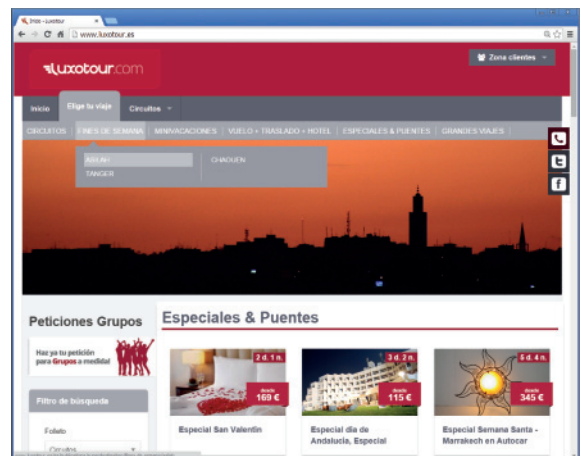 Inicio - Luxotour
www.luxotour.es
luxotour.com
Zona clientes
Inicio
Elige tu viaje
Circuitos
CIRCUITOS | FINES DE SEMANA | MINIVACACIONES | VUELO + TRASLADO + HOTEL | ESPECIALES & PUENTES | GRANDES VIAJES |
ASILAH
CHAOUEN
TANGER
Peticiones Grupos
Haz ya tu petición
para Grupos a medida!
Filtro de búsqueda
Folleto
Circuitos
Especiales & Puentes
2 d. 1 n.
desde
169 €
Especial San Valentín
3 d. 2 n.
desde
115 €
Especial día de
Andalucía, Especial
5 d. 4 n.
desde
345 €
Especial Semana Santa -
Marrakech en Autocar